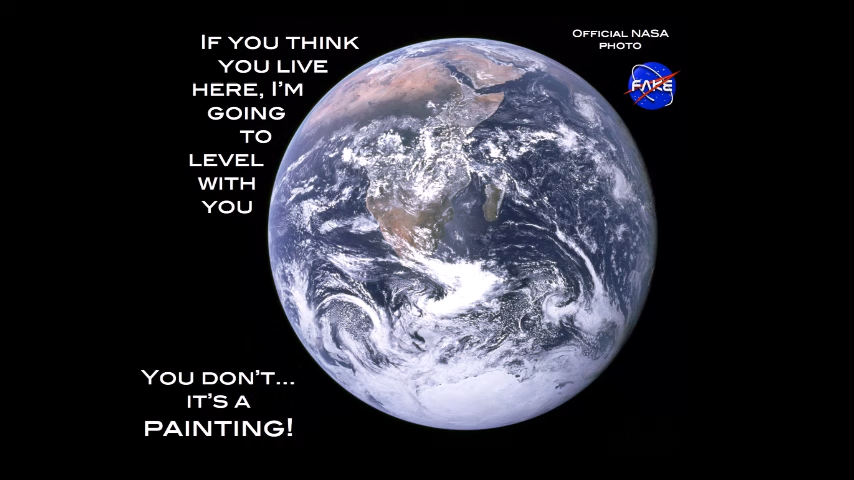 If you think
you live
here, I'm
going
to
level
with
you
Official NASA
photo
FAKE
You don't...
it's a
painting!